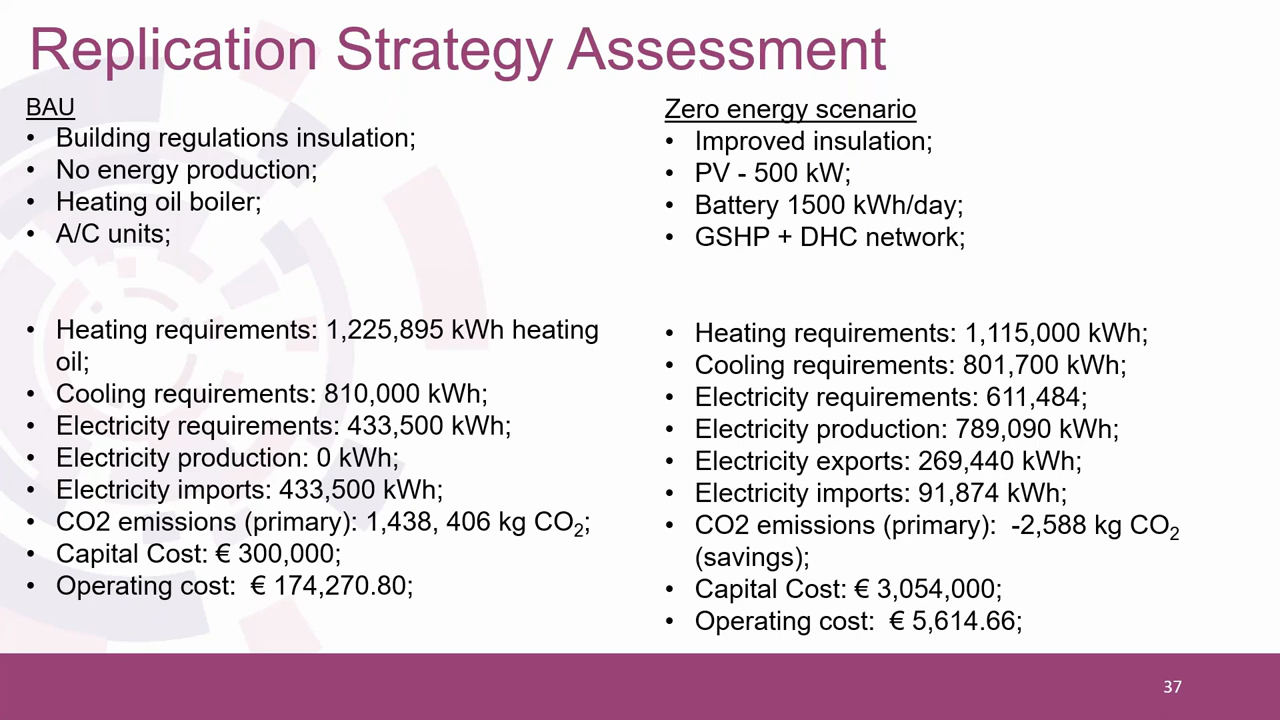 Replication Strategy Assessment
BAU
• Building regulations insulation;
• No energy production;
• Heating oil boiler;
• A/C units;
• Heating requirements: 1,225,895 kWh heating
oil;
• Cooling requirements: 810,000 kWh;
• Electricity requirements: 433,500 kWh;
• Electricity production: 0 kWh;
• Electricity imports: 433,500 kWh;
• CO2 emissions (primary): 1,438, 406 kg CO₂;
• Capital Cost: € 300,000;
• Operating cost:  € 174,270.80;
Zero energy scenario
• Improved insulation;
• PV - 500 kW;
• Battery 1500 kWh/day;
• GSHP + DHC network;
• Heating requirements: 1,115,000 kWh;
• Cooling requirements: 801,700 kWh;
• Electricity requirements: 611,484;
• Electricity production: 789,090 kWh;
• Electricity exports: 269,440 kWh;
• Electricity imports: 91,874 kWh;
• CO2 emissions (primary):  -2,588 kg CO₂
(savings);
• Capital Cost: € 3,054,000;
• Operating cost:  € 5,614.66;
37